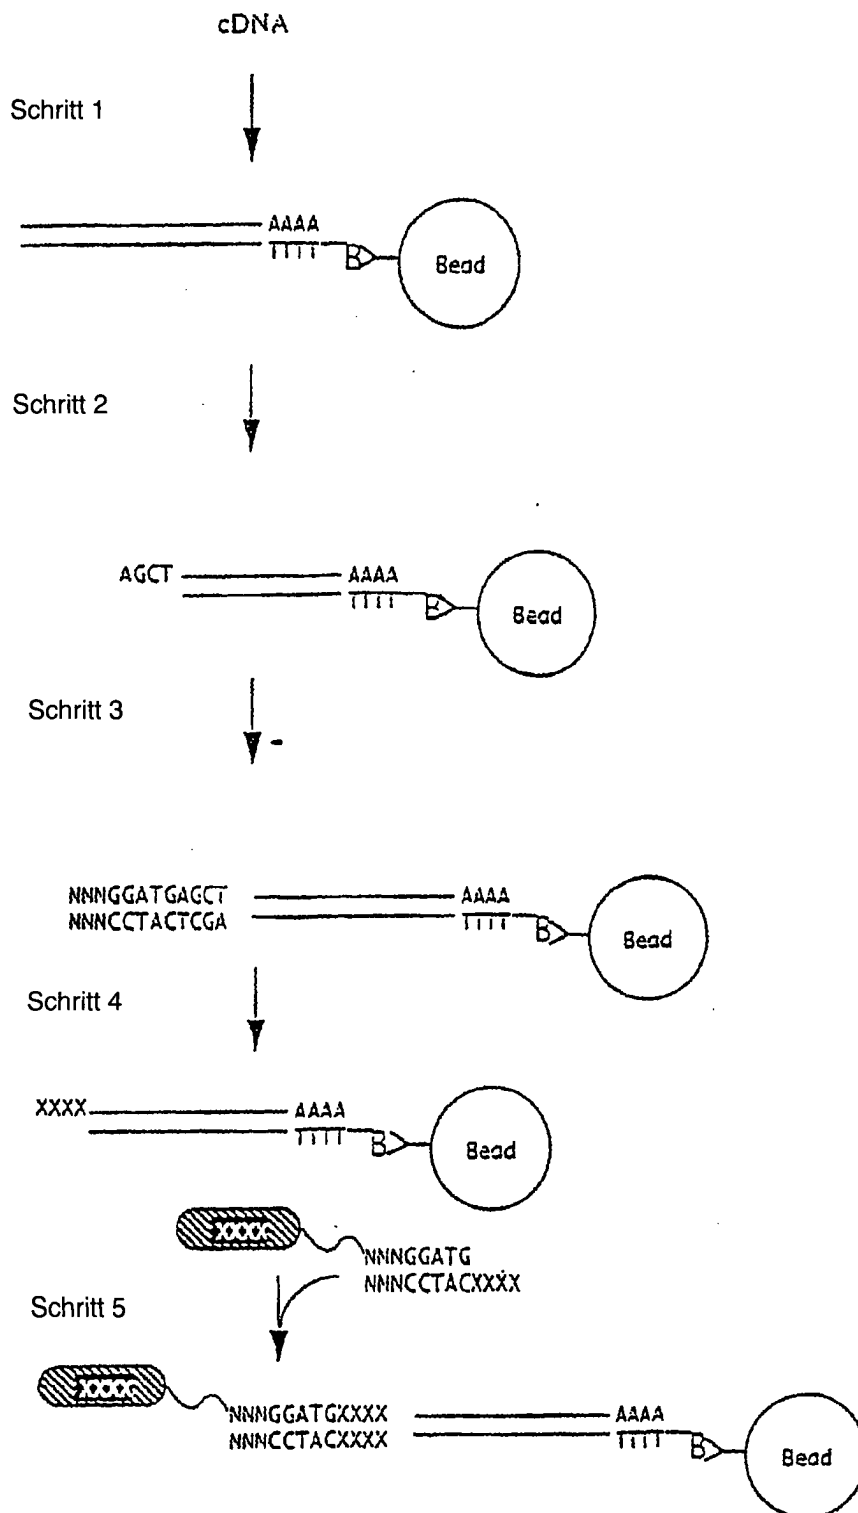 cDNA
Schritt 1
AAAA
TTTT
B
Bead
Schritt 2
AGCT
AAAA
TTTT
B
Bead
Schritt 3
NNNGGATGAGCT
AAAA
NNNCCTACTCGA
TTTT
B
Bead
Schritt 4
XXXX
AAAA
TTTT
B
Bead
XXXX
NNNGGATG
NNNCCTACXXXX
Schritt 5
XXXX
NNNGGATGXXXX
AAAA
NNNCCTACXXXX
TTTT
B
Bead